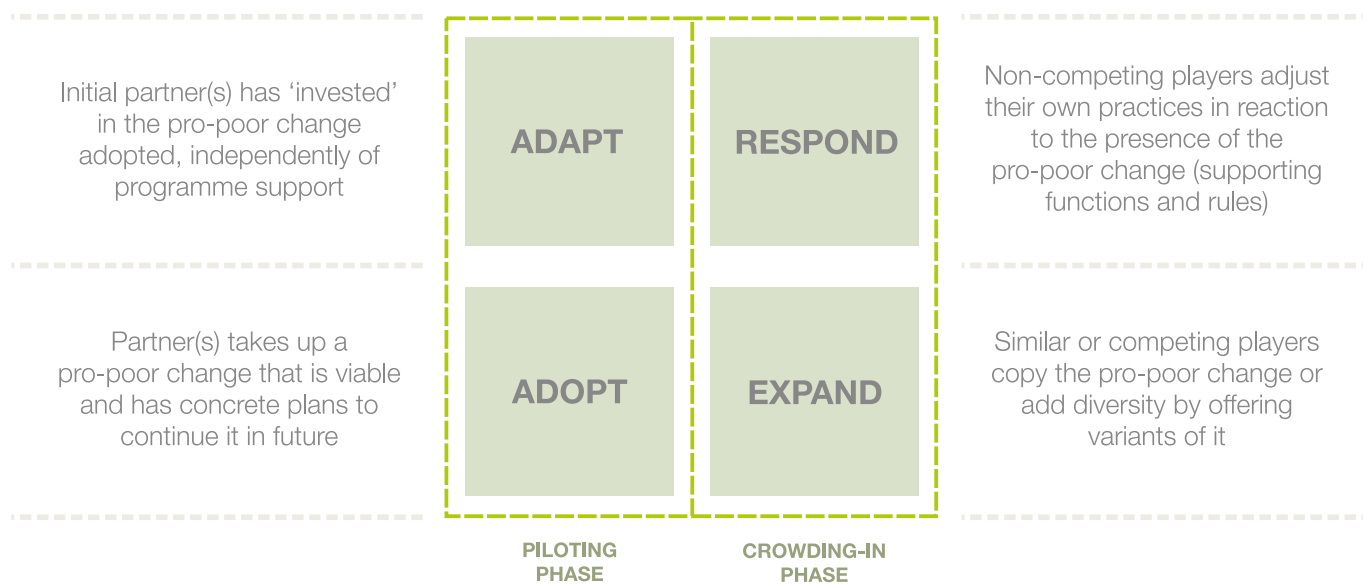 Initial partner(s) has ‘invested’
in the pro-poor change
adopted, independently of
programme support
ADAPT
RESPOND
Non-competing players adjust
their own practices in reaction
to the presence of the
pro-poor change (supporting
functions and rules)
Partner(s) takes up a
pro-poor change that is viable
and has concrete plans to
continue it in future
ADOPT
EXPAND
Similar or competing players
copy the pro-poor change or
add diversity by offering
variants of it
PILOTING
PHASE
CROWDING-IN
PHASE